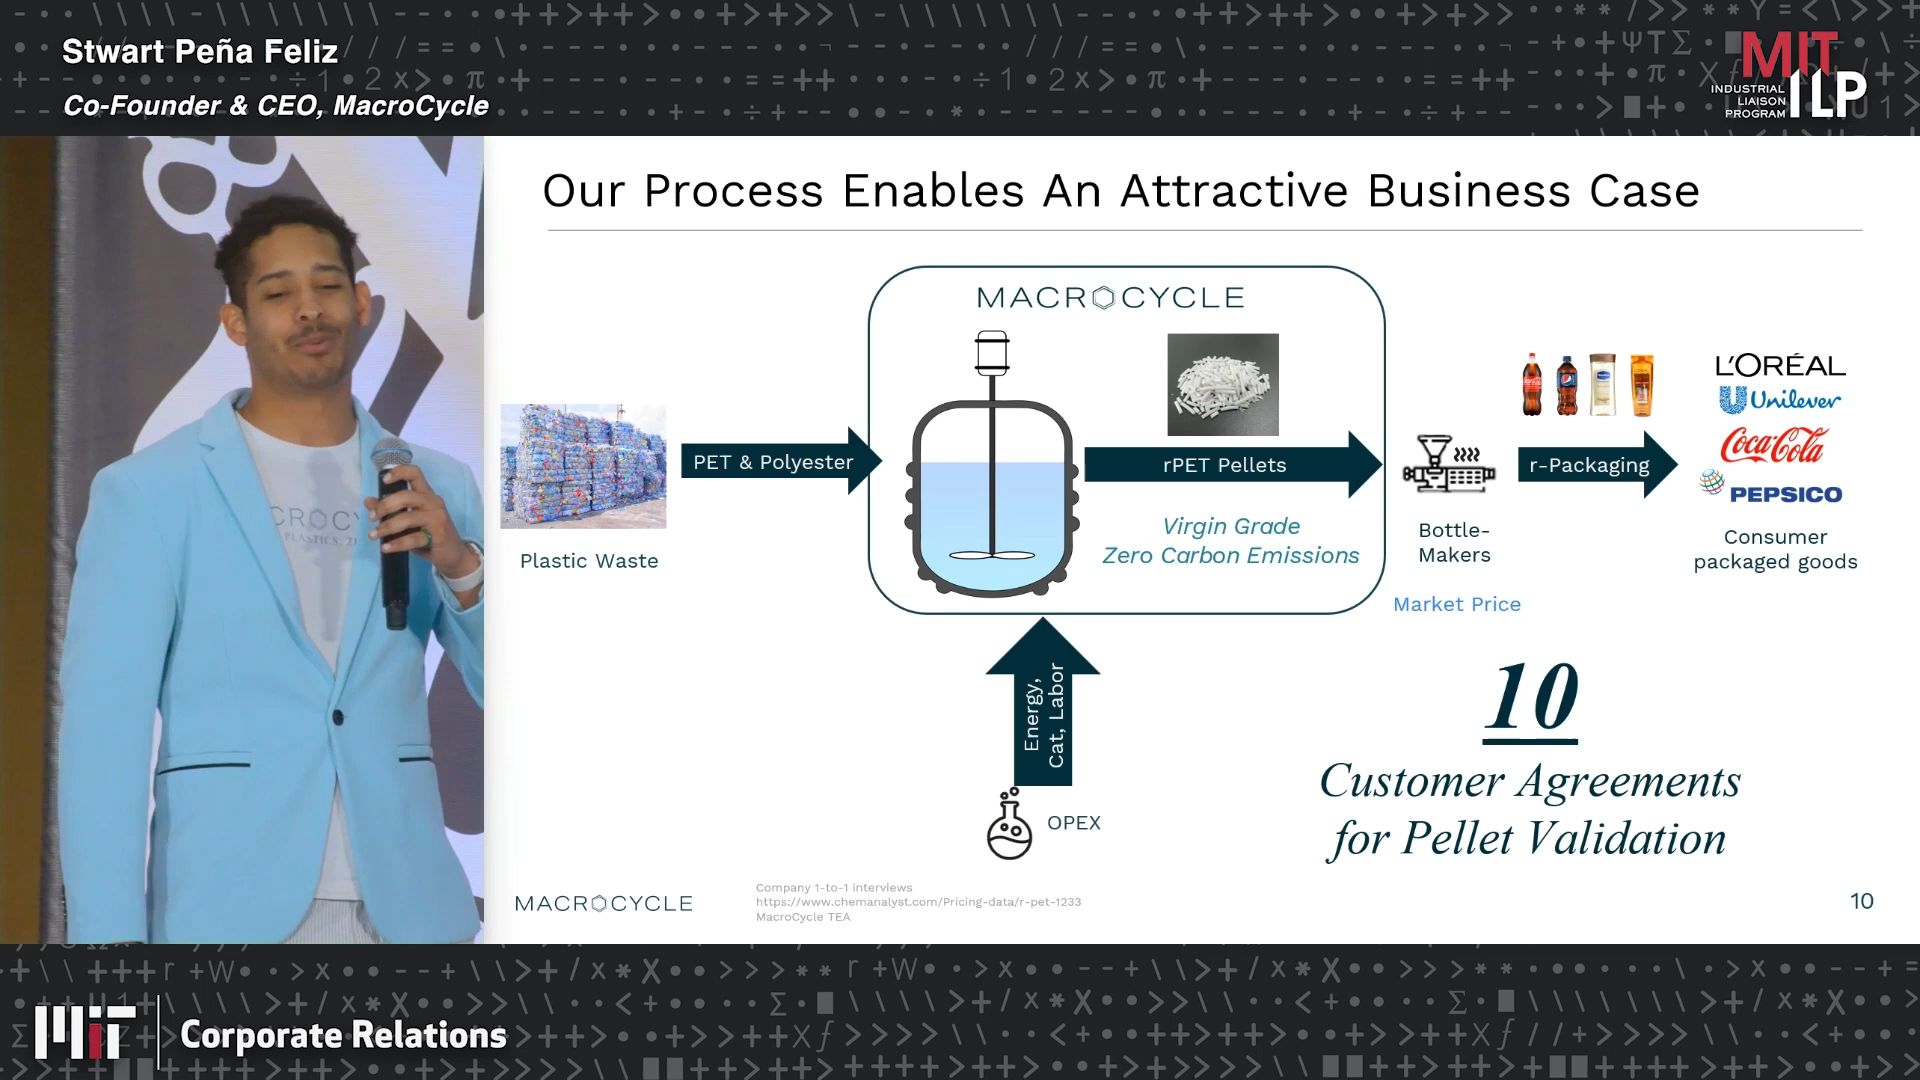 Stwart Peña Feliz
Co-Founder & CEO, MacroCycle
MIT
ILP
INDUSTRIAL
LIAISON
PROGRAM
Our Process Enables An Attractive Business Case
MACROCYCLE
PET & Polyester
Plastic Waste
rPET Pellets
Virgin Grade
Zero Carbon Emissions
Bottle-
Makers
Market Price
r-Packaging
L'ORÉAL
Unilever
Coca-Cola
PEPSICO
Consumer
packaged goods
Energy,
Cat, Labor
OPEX
10
Customer Agreements
for Pellet Validation
MACROCYCLE
Company 1-to-1 interviews
https://www.chemanalyst.com/Pricing-data/r-pet-1233
MacroCycle TEA
10
MIT
Corporate Relations